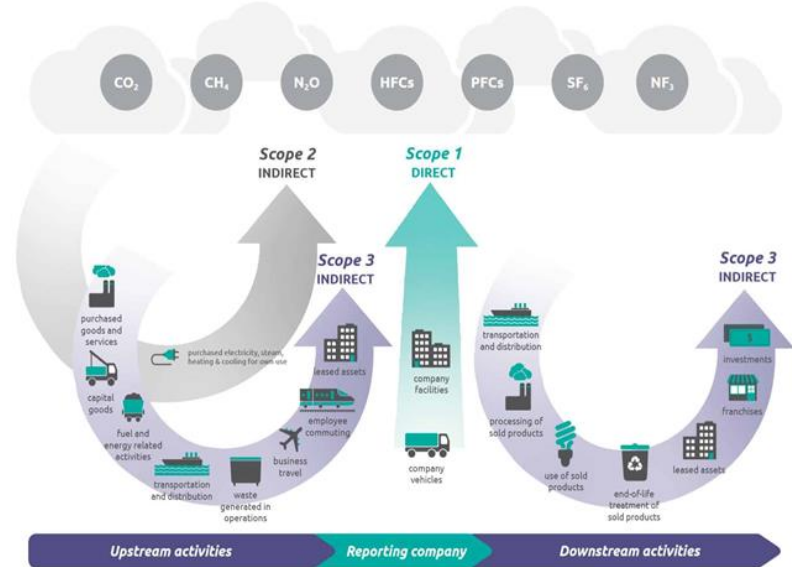 CO₂ CH₄ N₂O HFCs PFCs SF₆ NF₃
Scope 2
INDIRECT
Scope 1
DIRECT
Scope 3
INDIRECT
Scope 3
INDIRECT
purchased
goods and
services
capital
goods
fuel and
energy related
activities
transportation
and distribution
waste
generated in
operations
business
travel
employee
commuting
leased assets
purchased electricity, steam,
heating & cooling for own use
company
facilities
company
vehicles
transportation
and distribution
processing of
sold products
use of sold
products
end-of-life
treatment of
sold products
leased assets
franchises
investments
$
Upstream activities
Reporting company
Downstream activities